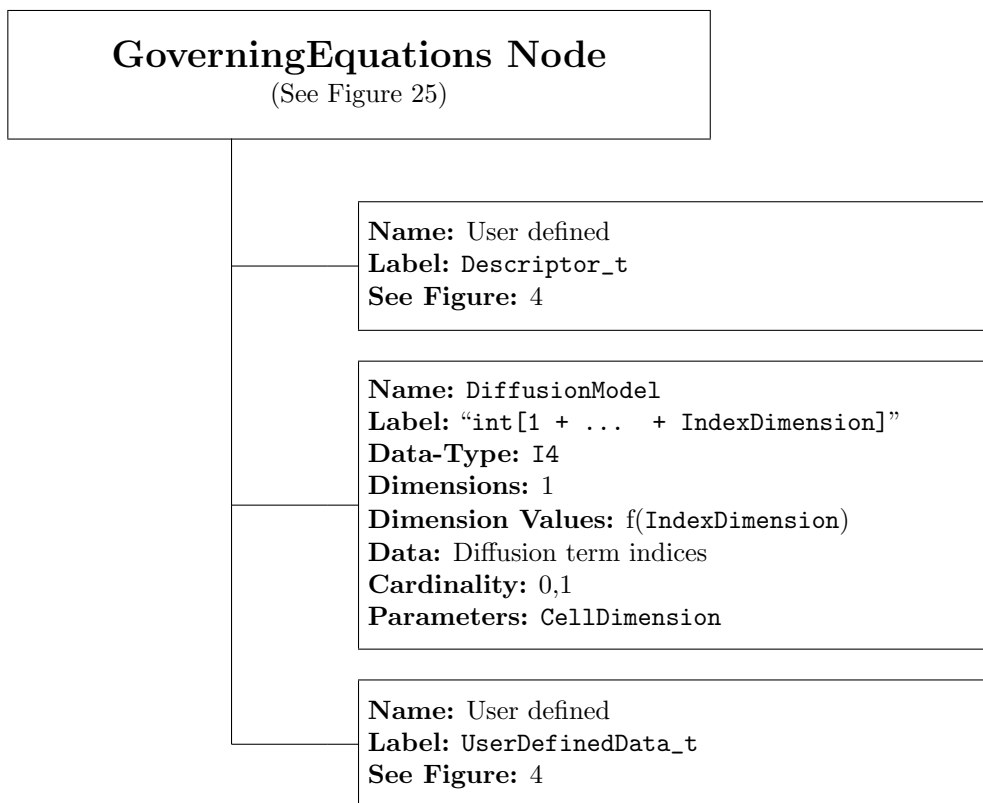 GoverningEquations Node
(See Figure 25)
Name: User defined
Label: Descriptor_t
See Figure: 4
Name: DiffusionModel
Label: “int[1 + ... + IndexDimension]”
Data-Type: I4
Dimensions: 1
Dimension Values: f(IndexDimension)
Data: Diffusion term indices
Cardinality: 0,1
Parameters: CellDimension
Name: User defined
Label: UserDefinedData_t
See Figure: 4